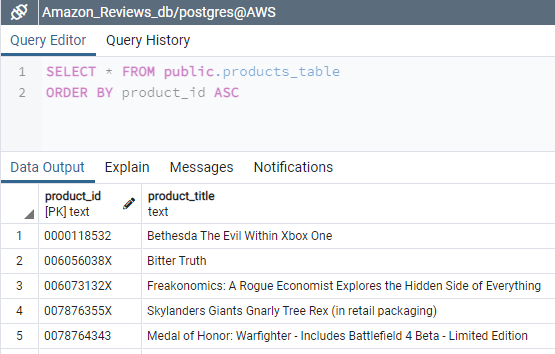 Amazon_Reviews_db/postgres@AWS
Query Editor Query History
1 SELECT * FROM public.products_table
2 ORDER BY product_id ASC
Data Output Explain Messages Notifications
product_id product_title
[PK] text text
1 0000118532 Bethesda The Evil Within Xbox One
2 006056038X Bitter Truth
3 006073132X Freakonomics: A Rogue Economist Explores the Hidden Side of Everything
4 007876355X Skylanders Giants Gnarly Tree Rex (in retail packaging)
5 0078764343 Medal of Honor: Warfighter - Includes Battlefield 4 Beta - Limited Edition